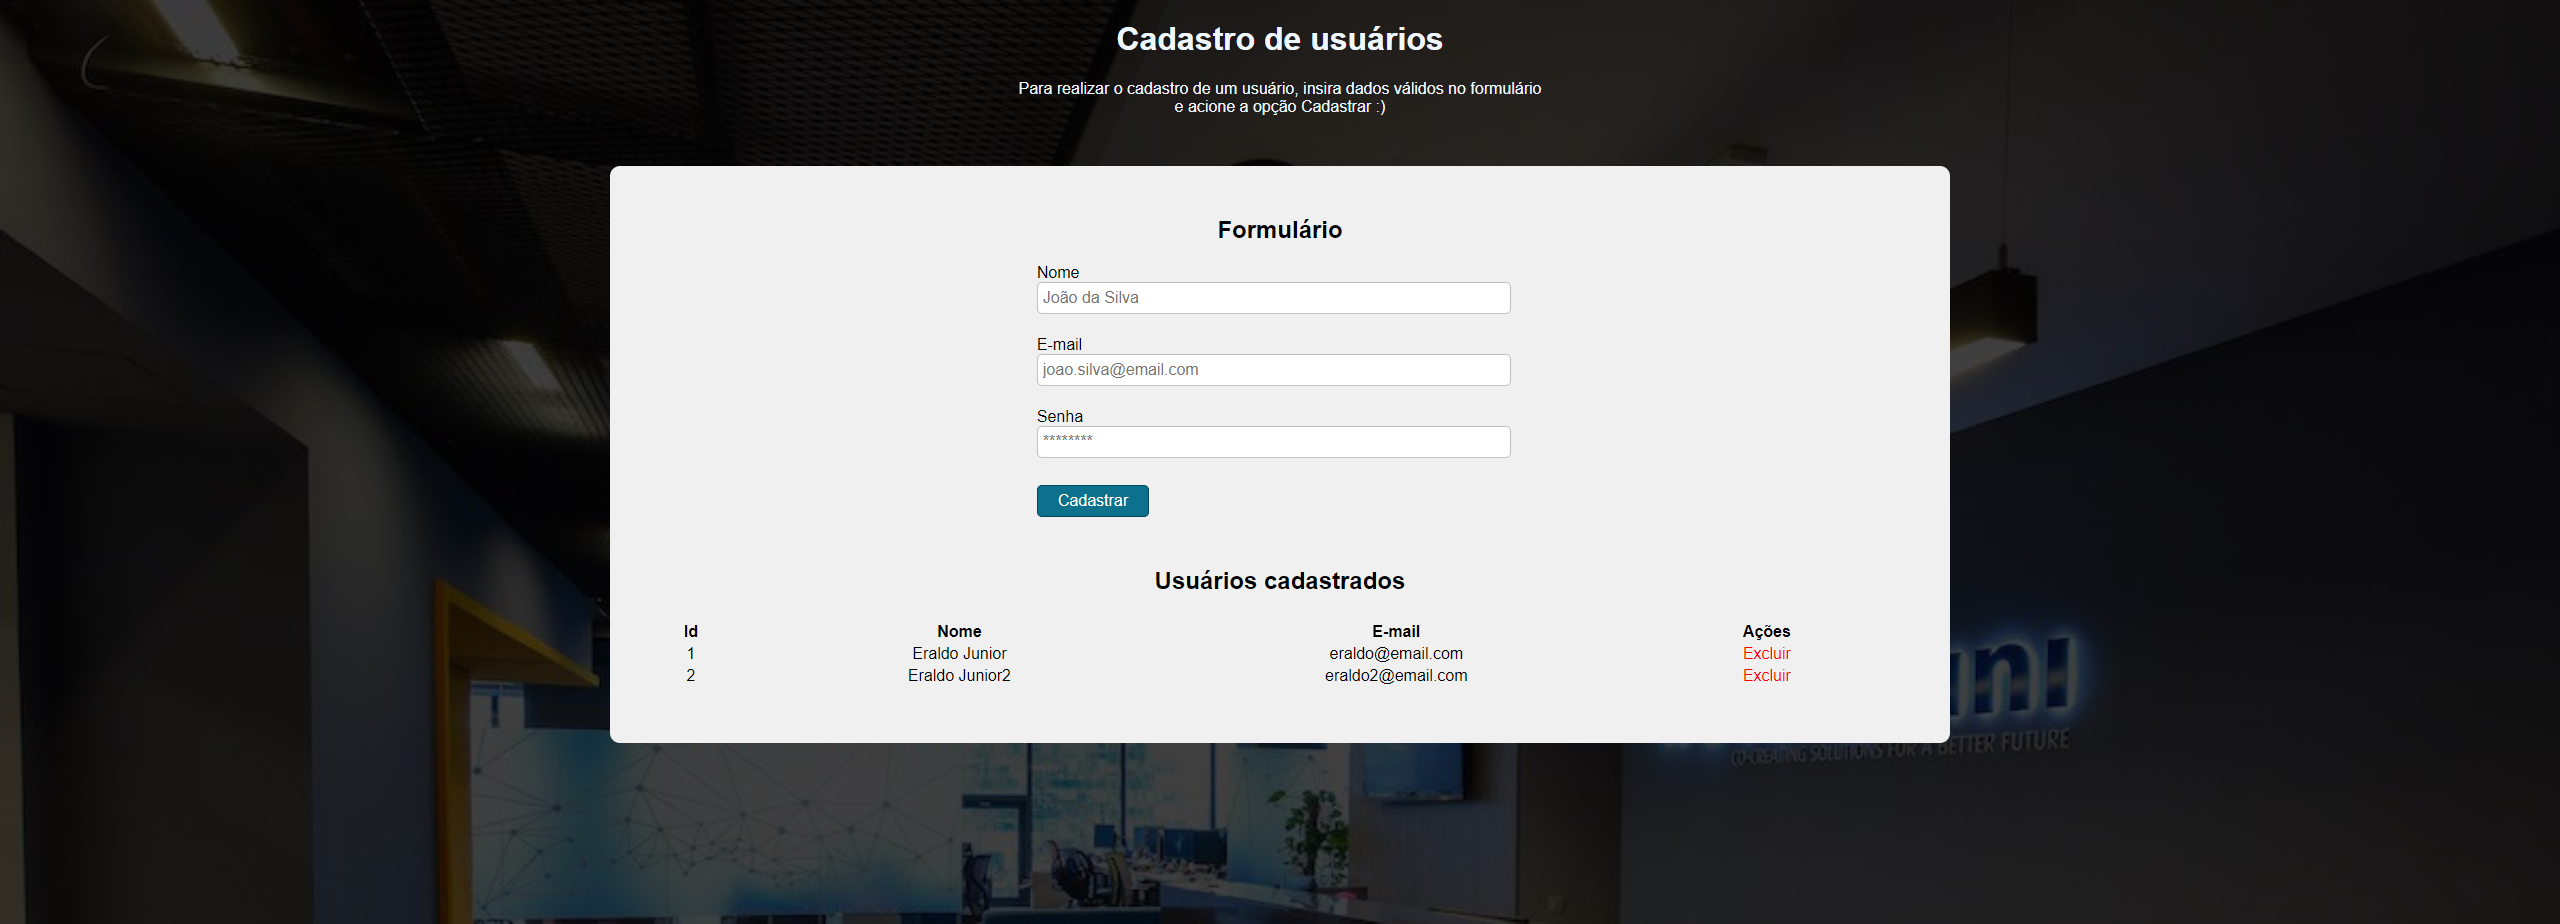 Cadastro de usuários
Para realizar o cadastro de um usuário, insira dados válidos no formulário
e acione a opção Cadastrar :)
Formulário
Nome
João da Silva
E-mail
joao.silva@email.com
Senha
********
Cadastrar
Usuários cadastrados
Id Nome E-mail Ações
1 Eraldo Junior eraldo@email.com Excluir
2 Eraldo Junior2 eraldo2@email.com Excluir
CO-CREATING SOLUTIONS FOR A BETTER FUTURE